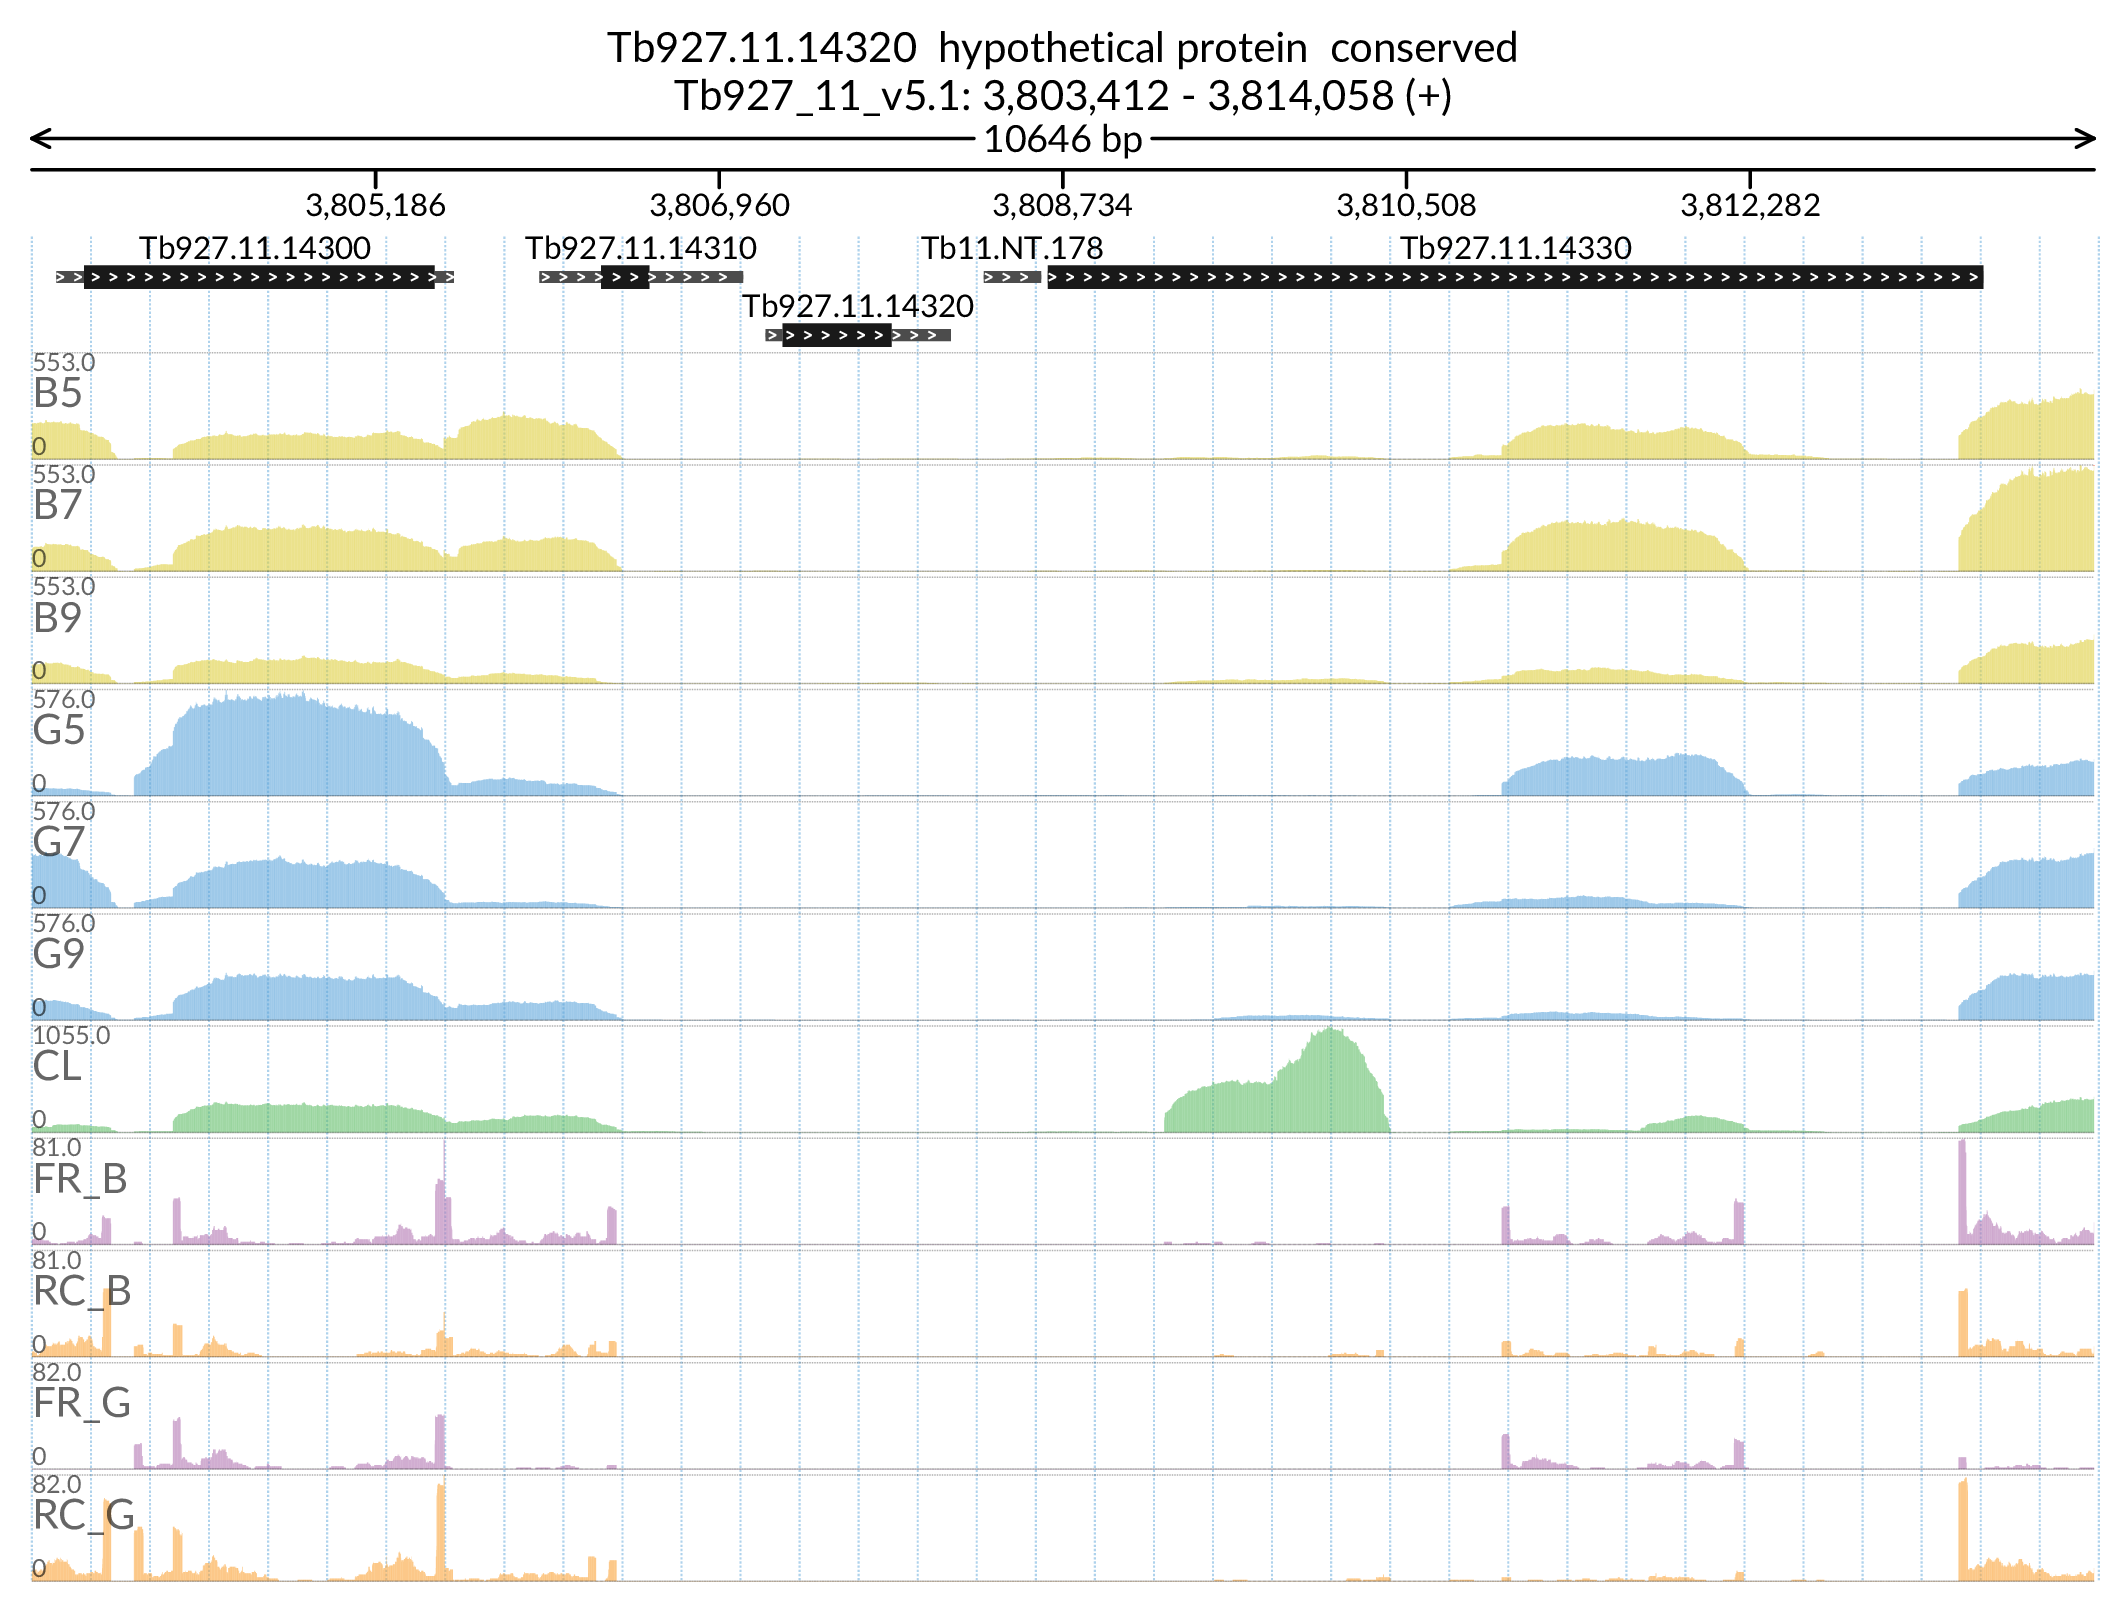 Tb927.11.14320  hypothetical protein  conserved
Tb927_11_v5.1: 3,803,412 - 3,814,058 (+)
10646 bp
3,805,186 3,806,960 3,808,734 3,810,508 3,812,282
Tb927.11.14300 Tb927.11.14310 Tb11.NT.178 Tb927.11.14330
Tb927.11.14320
553.0
B5
0
553.0
B7
0
553.0
B9
0
576.0
G5
0
576.0
G7
0
576.0
G9
0
1055.0
CL
0
81.0
FR_B
0
81.0
RC_B
0
82.0
FR_G
0
82.0
RC_G
0